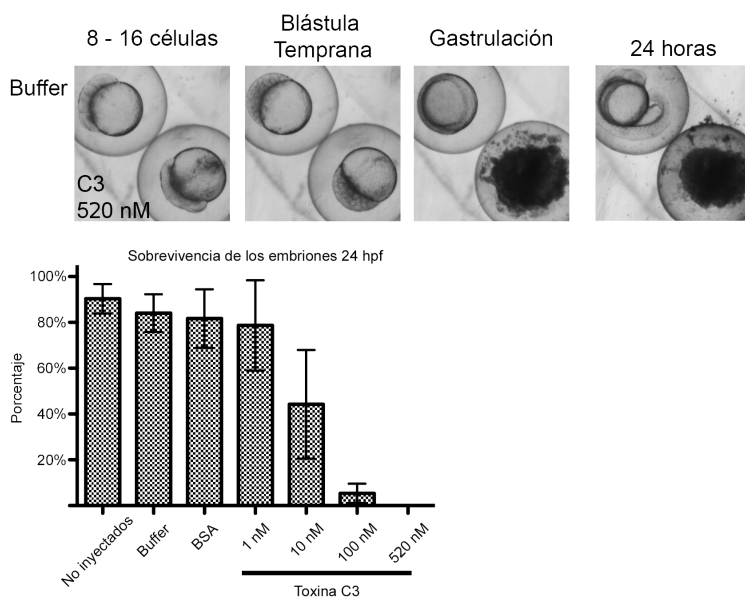 8 - 16 células
Blástula
Temprana
Gastrulación
24 horas
Buffer
C3
520 nM
Sobrevivencia de los embriones 24 hpf
100%
80%
60%
40%
20%
Porcentaje
No inyectados
Buffer
BSA
1 nM
10 nM
100 nM
520 nM
Toxina C3